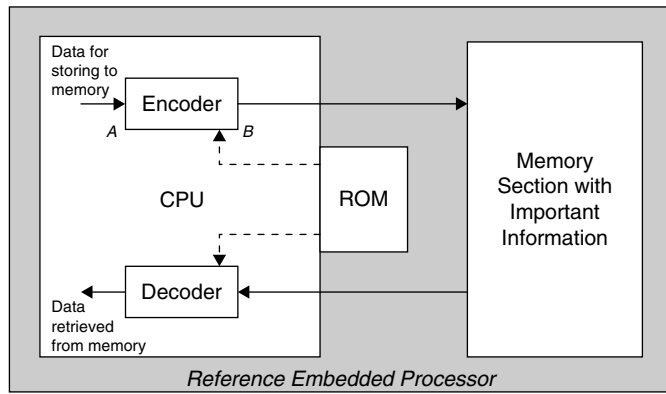 Data for
storing to
memory
Encoder
A
B
CPU
ROM
Memory
Section with
Important
Information
Decoder
Data
retrieved
from memory
Reference Embedded Processor